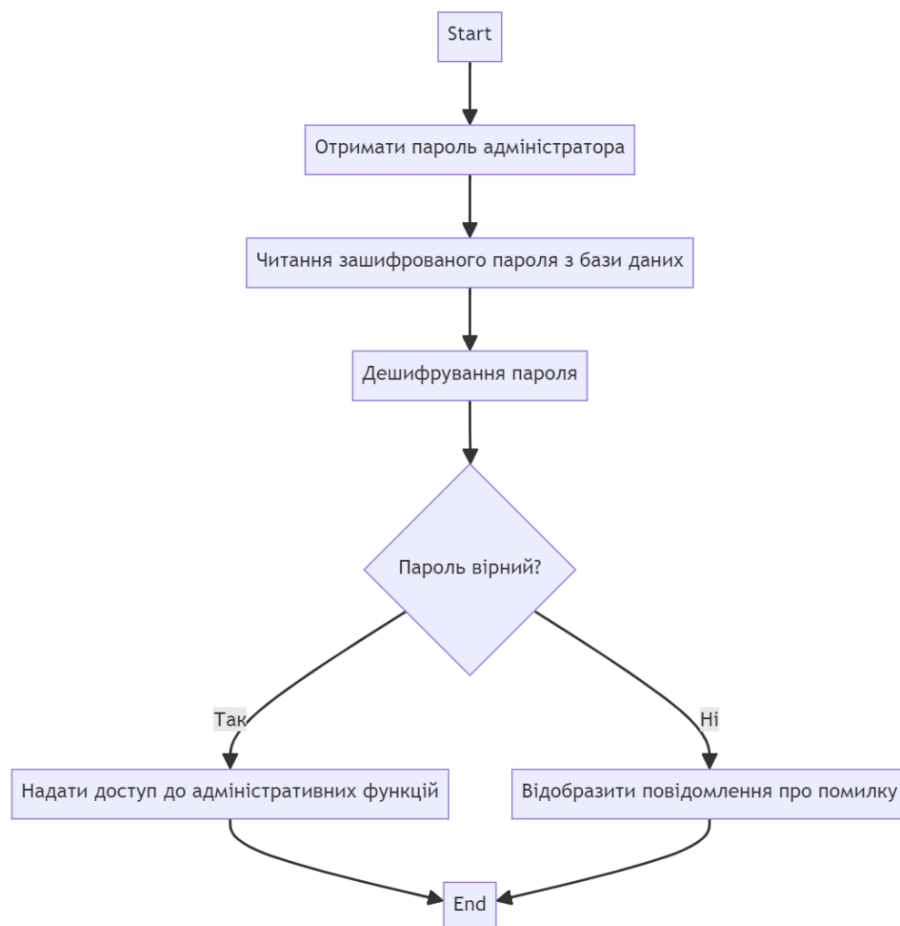 Start
Отримати пароль адміністратора
Читання зашифрованого пароля з бази даних
Дешифрування пароля
Пароль вірний?
Так
Ні
Надати доступ до адміністративних функцій
Відобразити повідомлення про помилку
End